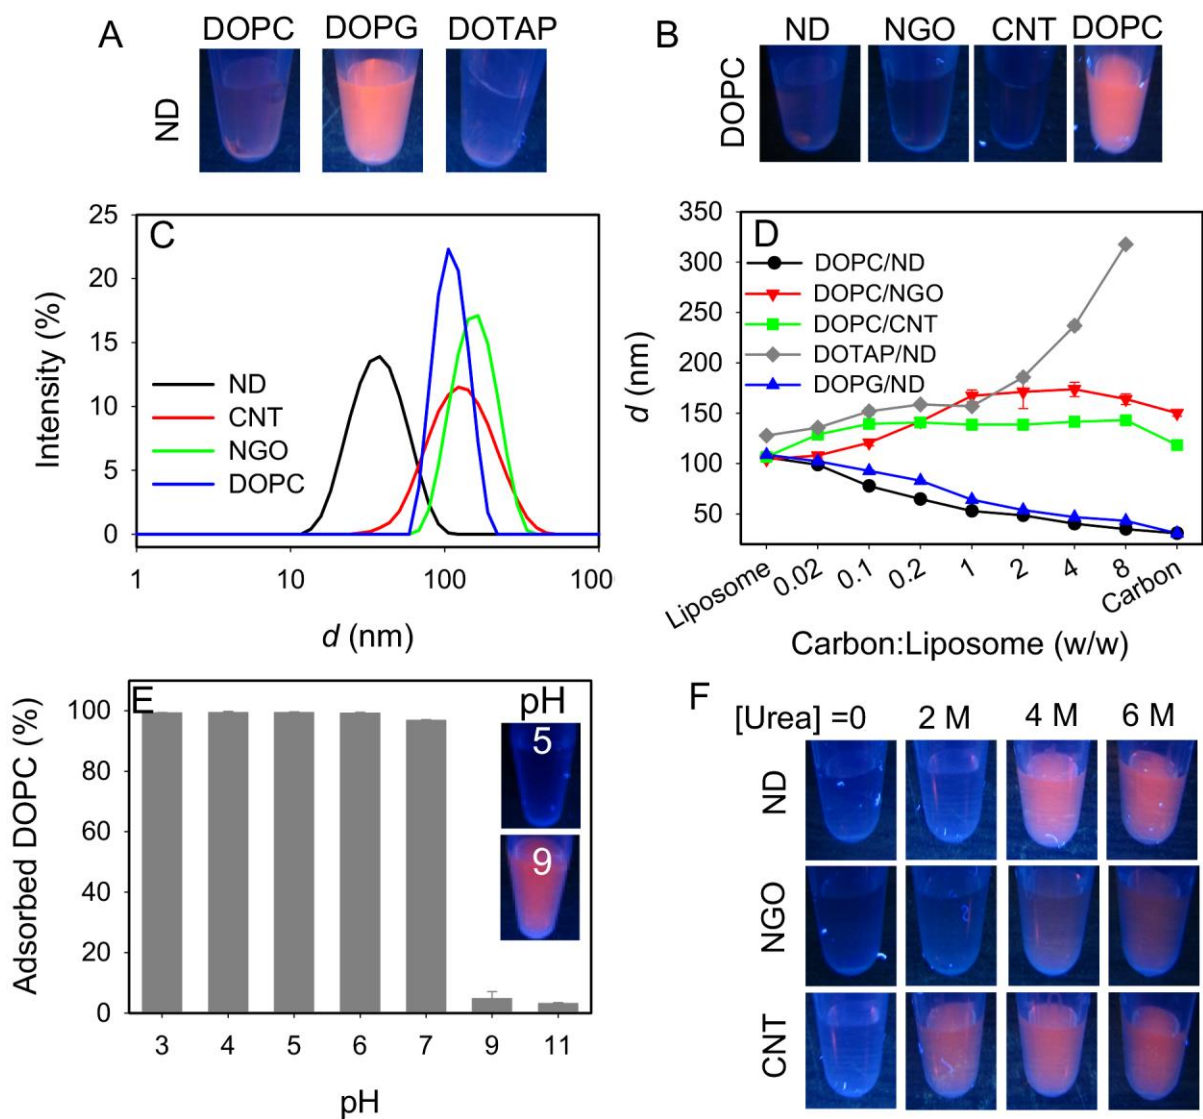 A
DOPC DOPG DOTAP
ND
B
ND NGO CNT DOPC
DOPC
C
25
20
15
10
5
0
Intensity (%)
ND
CNT
NGO
DOPC
1 10 100 100
d (nm)
D
350
300
250
200
150
100
50
d (nm)
DOPC/ND
DOPC/NGO
DOPC/CNT
DOTAP/ND
DOPG/ND
Liposome 0.02 0.1 0.2 1 2 4 8 Carbon
Carbon:Liposome (w/w)
E
100
80
60
40
20
0
Adsorbed DOPC (%)
pH
5
9
3 4 5 6 7 9 11
pH
F
[Urea] =0 2 M 4 M 6 M
ND
NGO
CNT